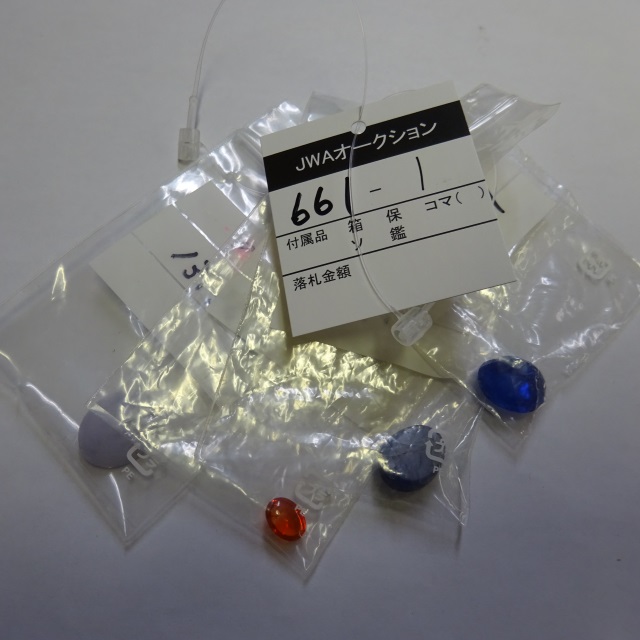 JWAオークション
661-1
付属品 箱 保 コマ( )
ソ 鑑
落札金額